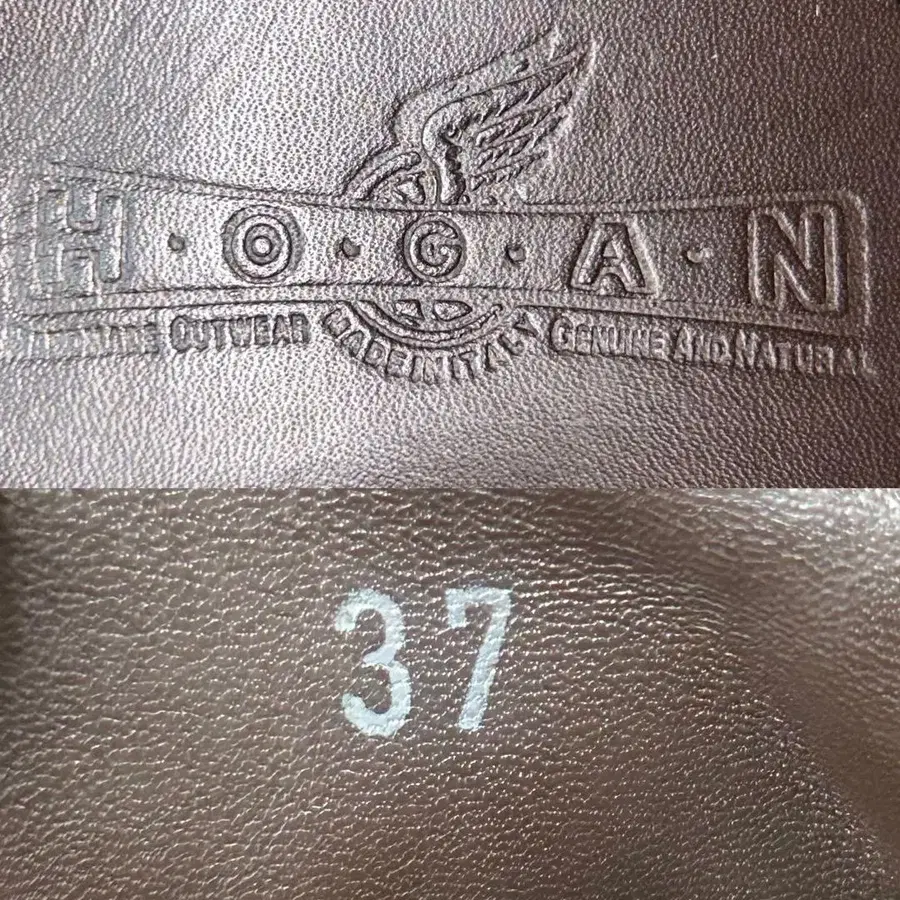 H·O·G·A·N
OUTWEAR
MADE IN ITALY
GENUINE AND NATURAL
37